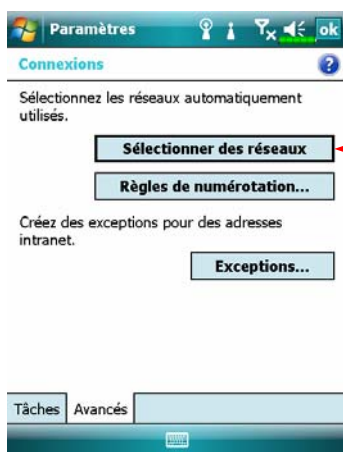 Paramètres
ok
Connexions
?
Sélectionnez les réseaux automatiquement
utilisés.
Sélectionner des réseaux
Règles de numérotation...
Créez des exceptions pour des adresses
intranet.
Exceptions...
Tâches
Avancés